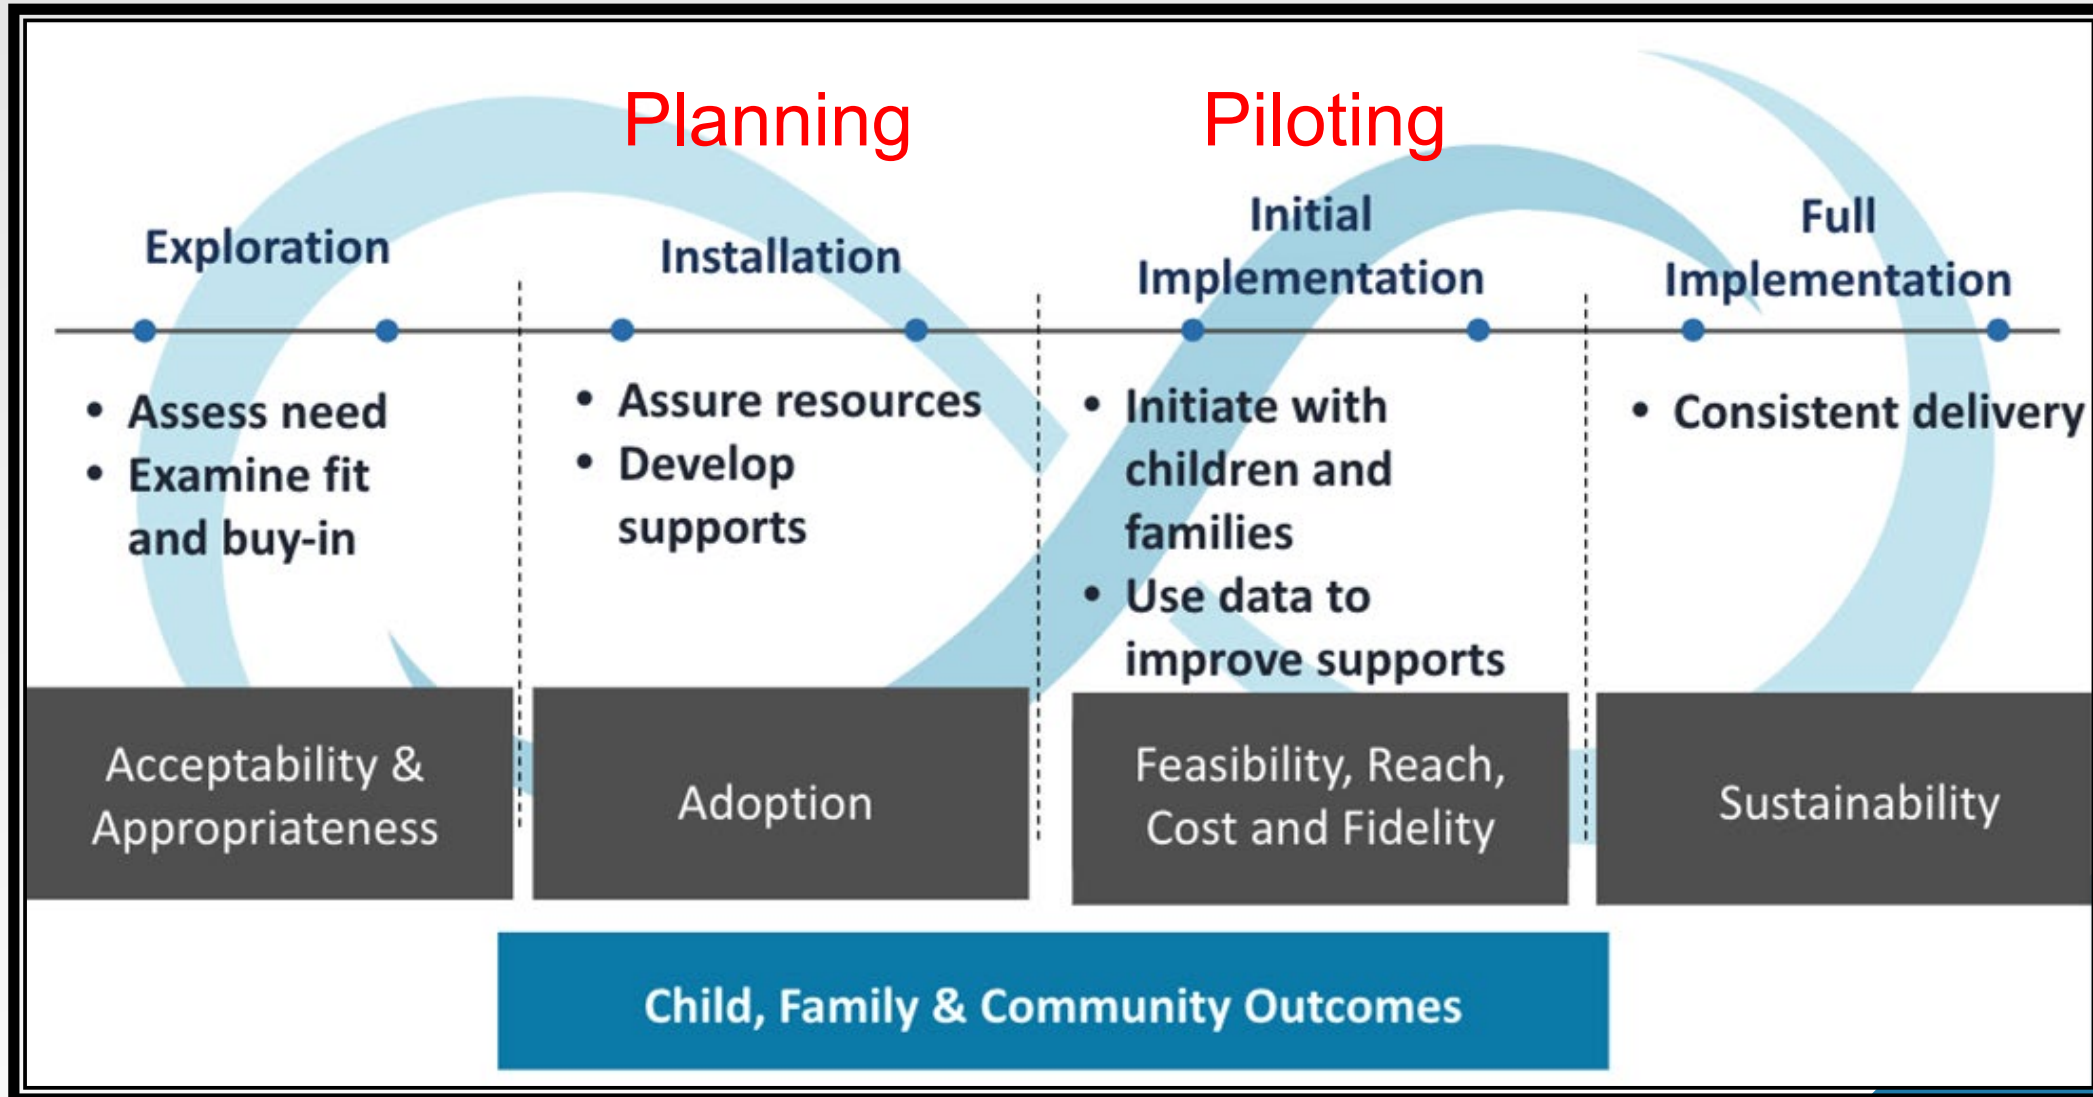 Planning
Piloting
Exploration
Installation
Initial
Implementation
Full
Implementation
• Assess need
• Examine fit
and buy-in
• Assure resources
• Develop
supports
• Initiate with
children and
families
• Use data to
improve supports
• Consistent delivery
Acceptability &
Appropriateness
Adoption
Feasibility, Reach,
Cost and Fidelity
Sustainability
Child, Family & Community Outcomes